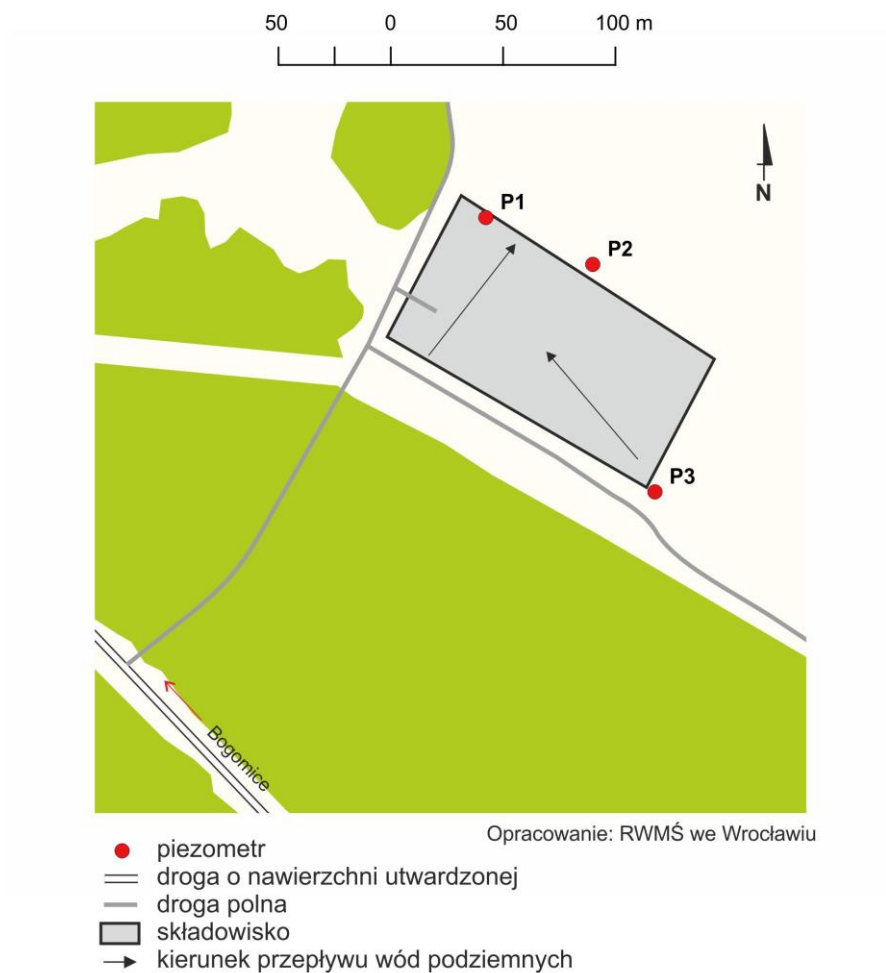 50 0 50 100 m
N
P1
P2
P3
Bogomice
Opracowanie: RWMŚ we Wrocławiu
piezometr
droga o nawierzchni utwardzonej
droga polna
składowisko
kierunek przepływu wód podziemnych